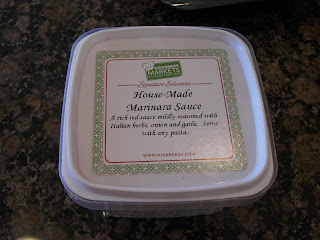 MARKETS
Signature Selections
House-Made
Marinara Sauce
A rich red sauce mildly seasoned with
Italian herbs, onion and garlic. Serve
with any pasta.